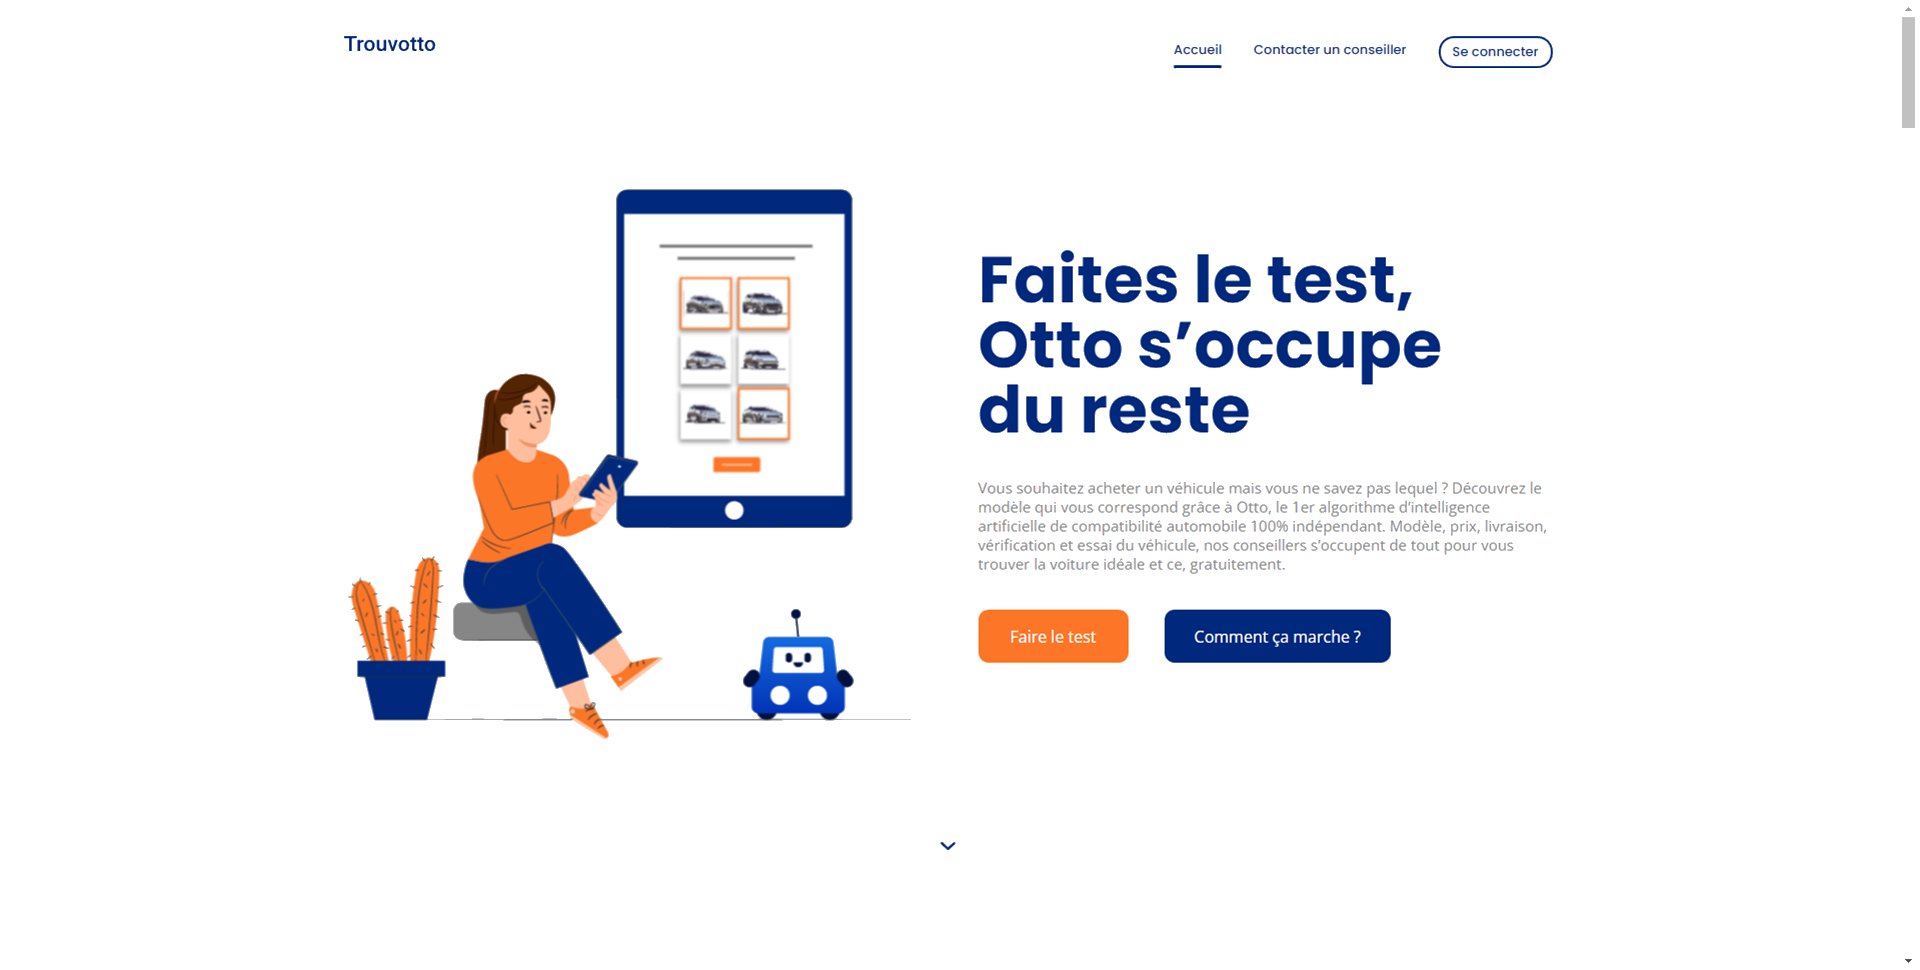 Trouvotto
Accueil
Contacter un conseiller
Se connecter
Faites le test,
Otto s’occupe
du reste
Vous souhaitez acheter un véhicule mais vous ne savez pas lequel ? Découvrez le
modèle qui vous correspond grâce à Otto, le 1er algorithme d’intelligence
artificielle de compatibilité automobile 100% indépendant. Modèle, prix, livraison,
vérification et essai du véhicule, nos conseillers s’occupent de tout pour vous
trouver la voiture idéale et ce, gratuitement.
Faire le test
Comment ça marche ?